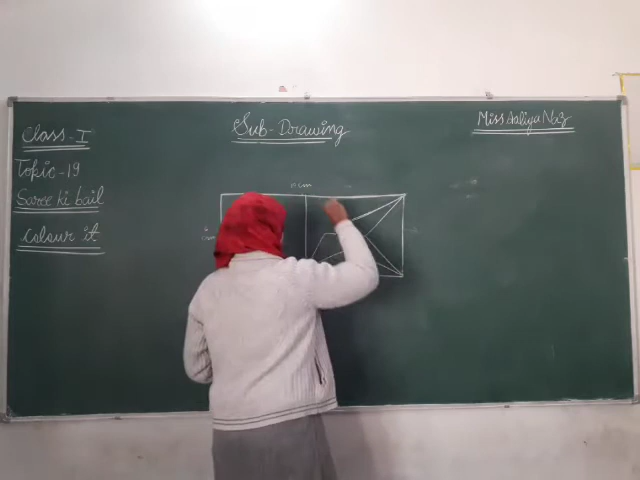 Class-I
Sub-Drawing
Miss Aaliya Naz
Topic-19
Saree ki bail
Colour it